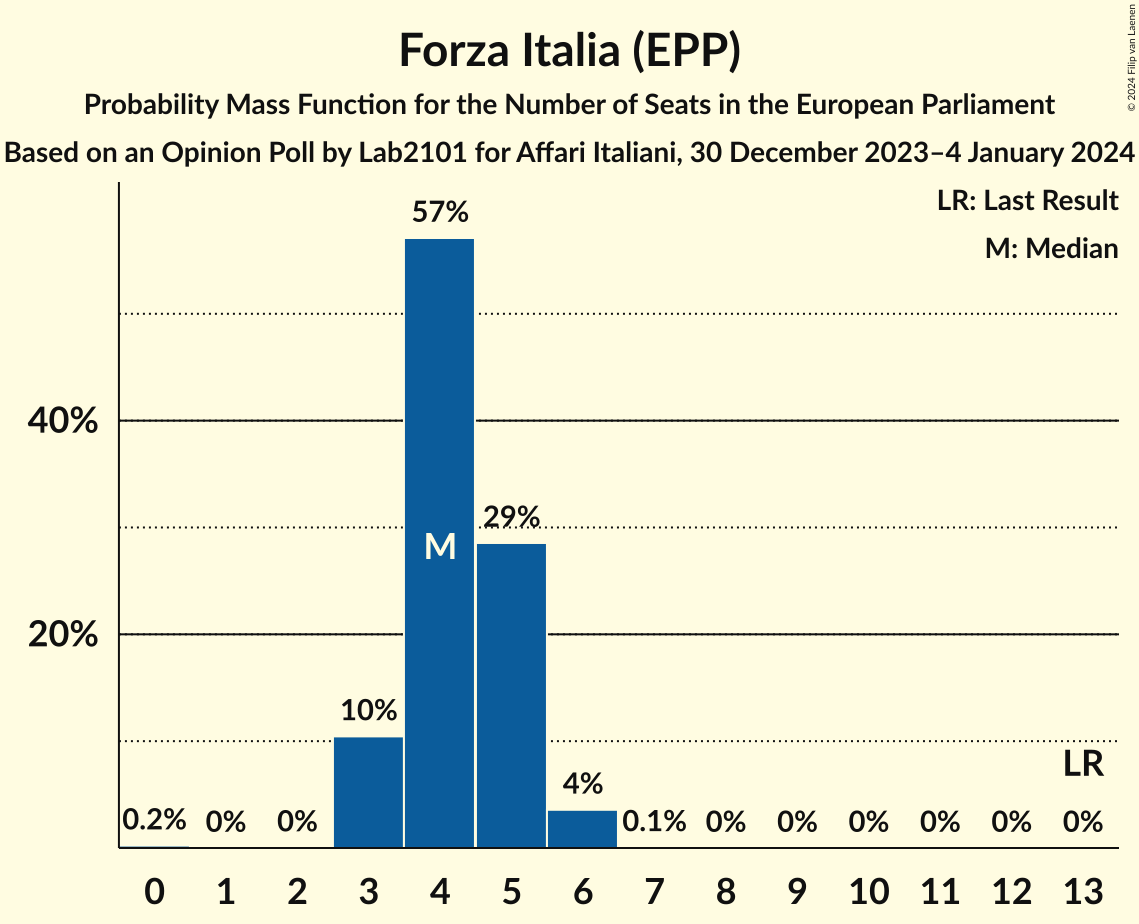 Forza Italia (EPP)
Probability Mass Function for the Number of Seats in the European Parliament
Based on an Opinion Poll by Lab2101 for Affari Italiani, 30 December 2023–4 January 2024
© 2024 Filip van Laenen
LR: Last Result
M: Median
57%
40%
29%
M
20%
10%
LR
4%
0.2% 0% 0% 0.1% 0% 0% 0% 0% 0% 0%
0 1 2 3 4 5 6 7 8 9 10 11 12 13